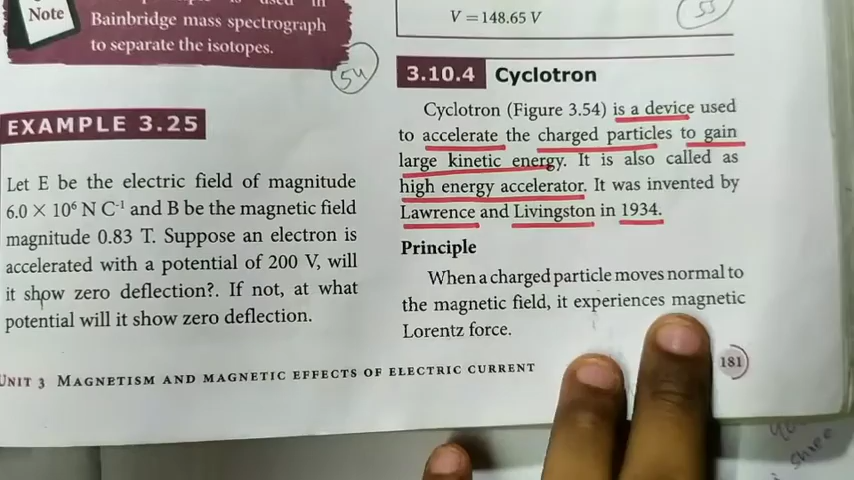 used in
Note
Bainbridge mass spectrograph
to separate the isotopes.
54
EXAMPLE 3.25
Let E be the electric field of magnitude
6.0 × 10⁶ N C⁻¹ and B be the magnetic field
magnitude 0.83 T. Suppose an electron is
accelerated with a potential of 200 V, will
it show zero deflection?. If not, at what
potential will it show zero deflection.
UNIT 3 MAGNETISM AND MAGNETIC EFFECTS OF ELECTRIC CURRENT
V = 148.65 V
55
3.10.4 Cyclotron
Cyclotron (Figure 3.54) is a device used
to accelerate the charged particles to gain
large kinetic energy. It is also called as
high energy accelerator. It was invented by
Lawrence and Livingston in 1934.
Principle
When a charged particle moves normal to
the magnetic field, it experiences magnetic
Lorentz force.
181
shree